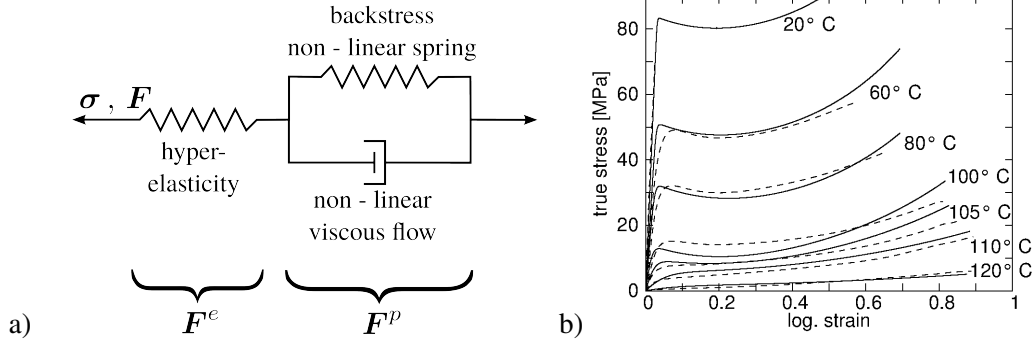 backstress
non - linear spring
σ , F
hyper-
elasticity
non - linear
viscous flow
F^e
F^p
a)
80
60
40
20
0
true stress [MPa]
20° C
60° C
80° C
100° C
105° C
110° C
120° C
0
0.2
0.4
0.6
0.8
1
log. strain
b)